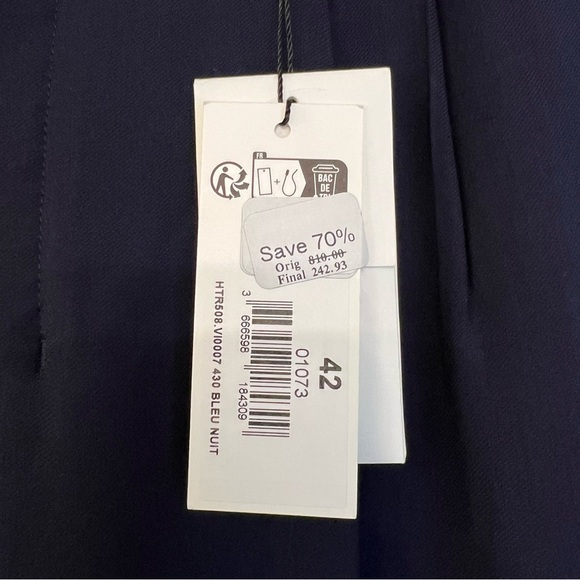 FR
BAC
DE
Save 70%
Orig 810.00
Final 242.93
42
01073
3 666598 184309
HTR508.VI0007 430 BLEU NUIT